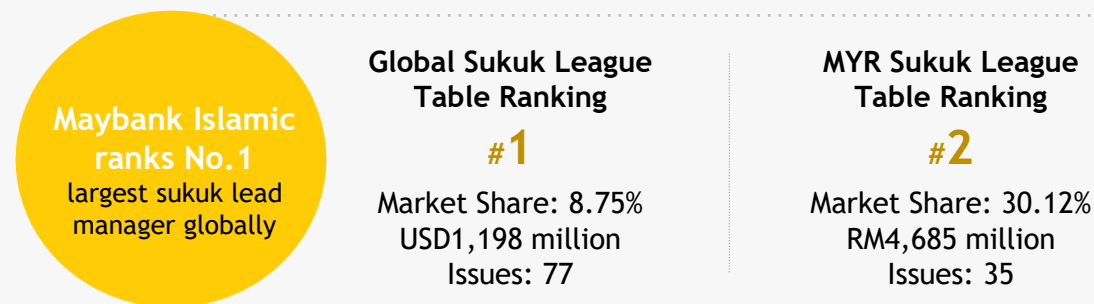 Maybank Islamic
ranks No.1
largest sukuk lead
manager globally
Global Sukuk League
Table Ranking
#1
Market Share: 8.75%
USD1,198 million
Issues: 77
MYR Sukuk League
Table Ranking
#2
Market Share: 30.12%
RM4,685 million
Issues: 35